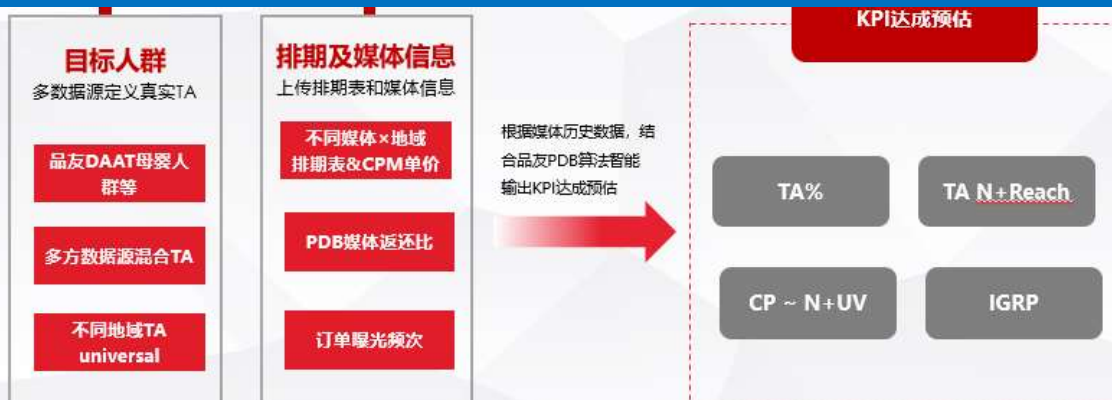 目标人群
多数据源定义真实TA
品友DAAT母婴人
群等
多方数据源混合TA
不同地域TA
universal
排期及媒体信息
上传排期表和媒体信息
不同媒体×地域
排期表&CPM单价
PDB媒体返还比
订单曝光频次
根据媒体历史数据，结
合品友PDB算法智能
输出KPI达成预估
KPI达成预估
TA%
TA N+Reach
CP ~ N+UV
IGRP